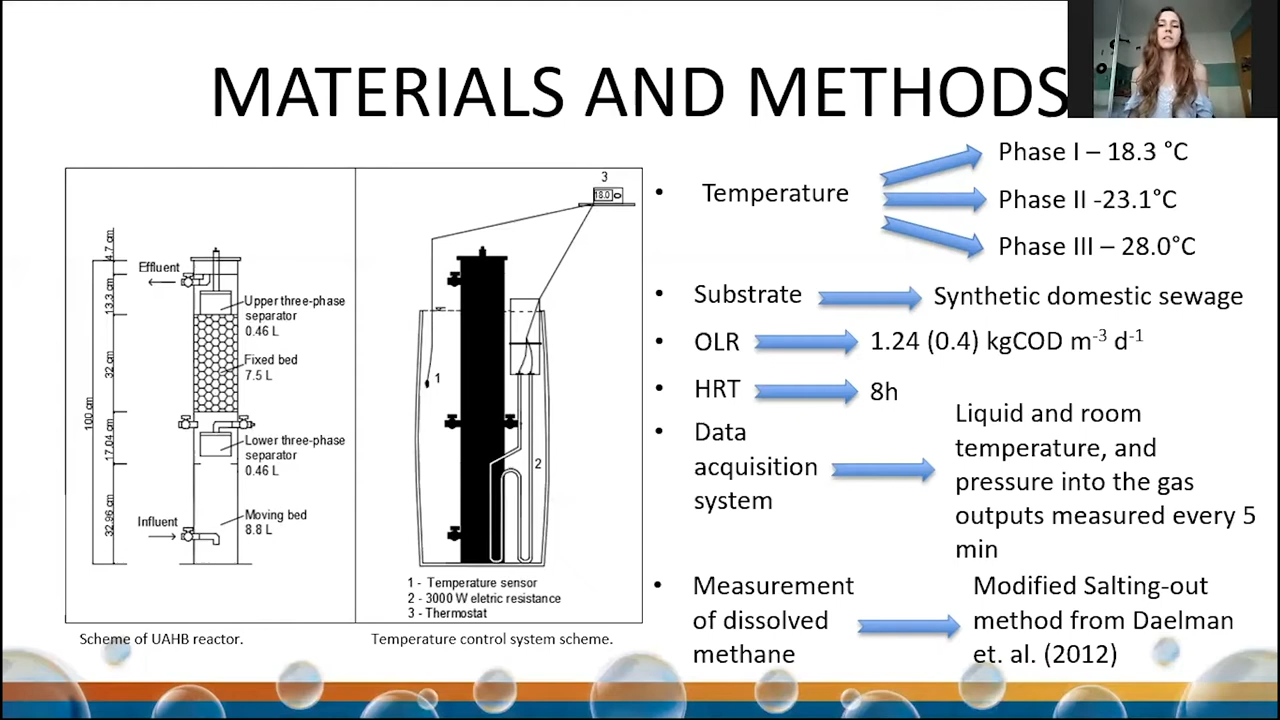 MATERIALS AND METHODS
4.7 cm
13.3 cm
32 cm
17.04 cm
32.96 cm
100 cm
Effluent
Upper three-phase
separator
0.46 L
Fixed bed
7.5 L
Lower three-phase
separator
0.46 L
Influent
Moving bed
8.8 L
3
18.0
1
2
1 - Temperature sensor
2 - 3000 W eletric resistance
3 - Thermostat
Scheme of UAHB reactor.
Temperature control system scheme.
• Temperature
Phase I – 18.3 °C
Phase II -23.1°C
Phase III – 28.0°C
• Substrate
Synthetic domestic sewage
• OLR
1.24 (0.4) kgCOD m⁻³ d⁻¹
• HRT
8h
• Data
acquisition
system
Liquid and room
temperature, and
pressure into the gas
outputs measured every 5
min
• Measurement
of dissolved
methane
Modified Salting-out
method from Daelman
et. al. (2012)